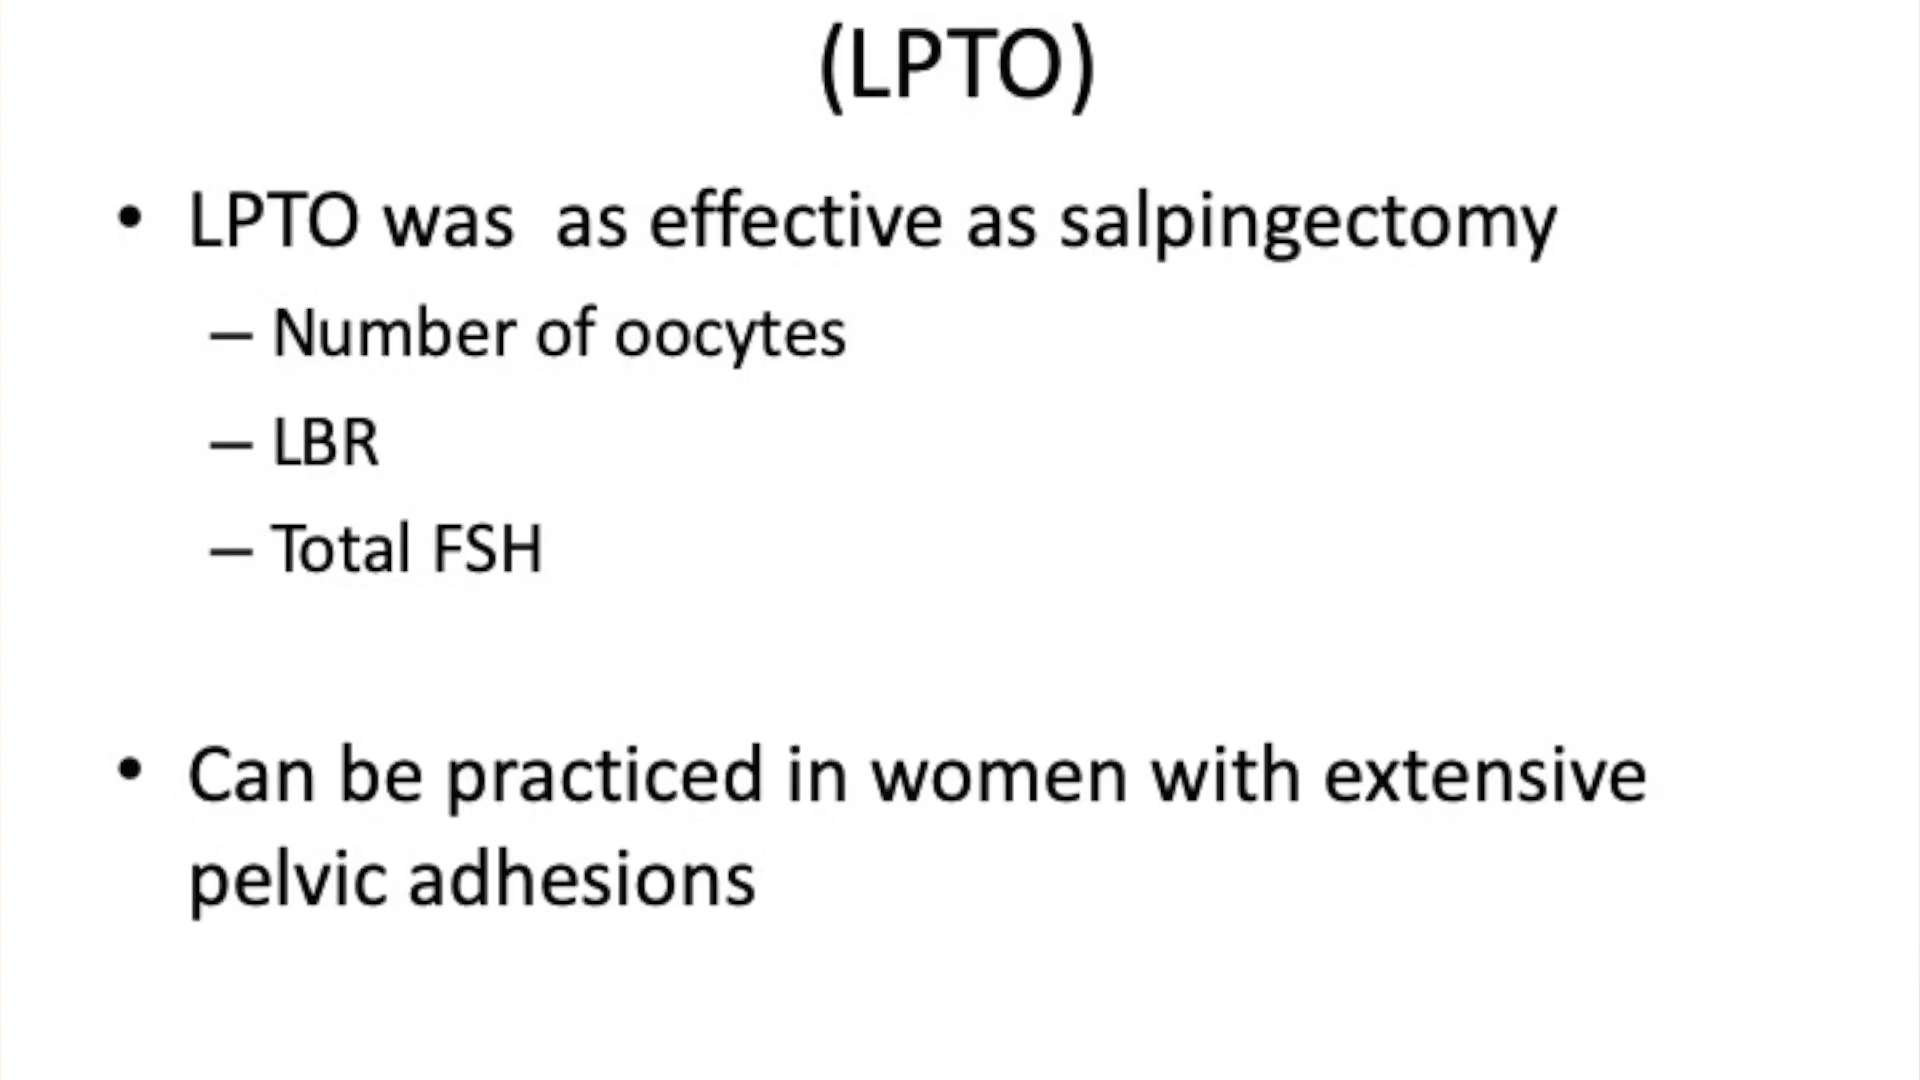 (LPTO)
• LPTO was  as effective as salpingectomy
– Number of oocytes
– LBR
– Total FSH
• Can be practiced in women with extensive
pelvic adhesions